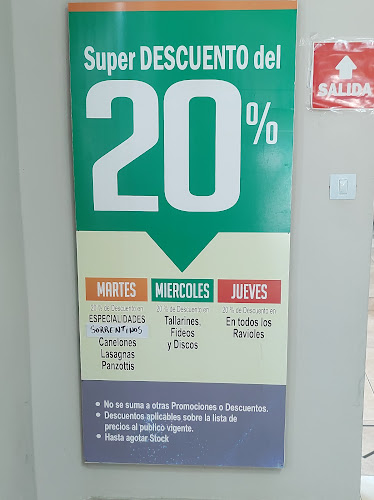 Super DESCUENTO del
20%
SALIDA
MARTES
20 % de Descuento en
ESPECIALIDADES
SORRENTINOS
Canelones
Lasagnas
Panzottis
MIERCOLES
20 % de Descuento en
Tallarines,
Fideos
y Discos
JUEVES
20 % de Descuento en
En todos los
Ravioles
• No se suma a otras Promociones o Descuentos.
• Descuentos aplicables sobre la lista de
precios al publico vigente.
• Hasta agotar Stock